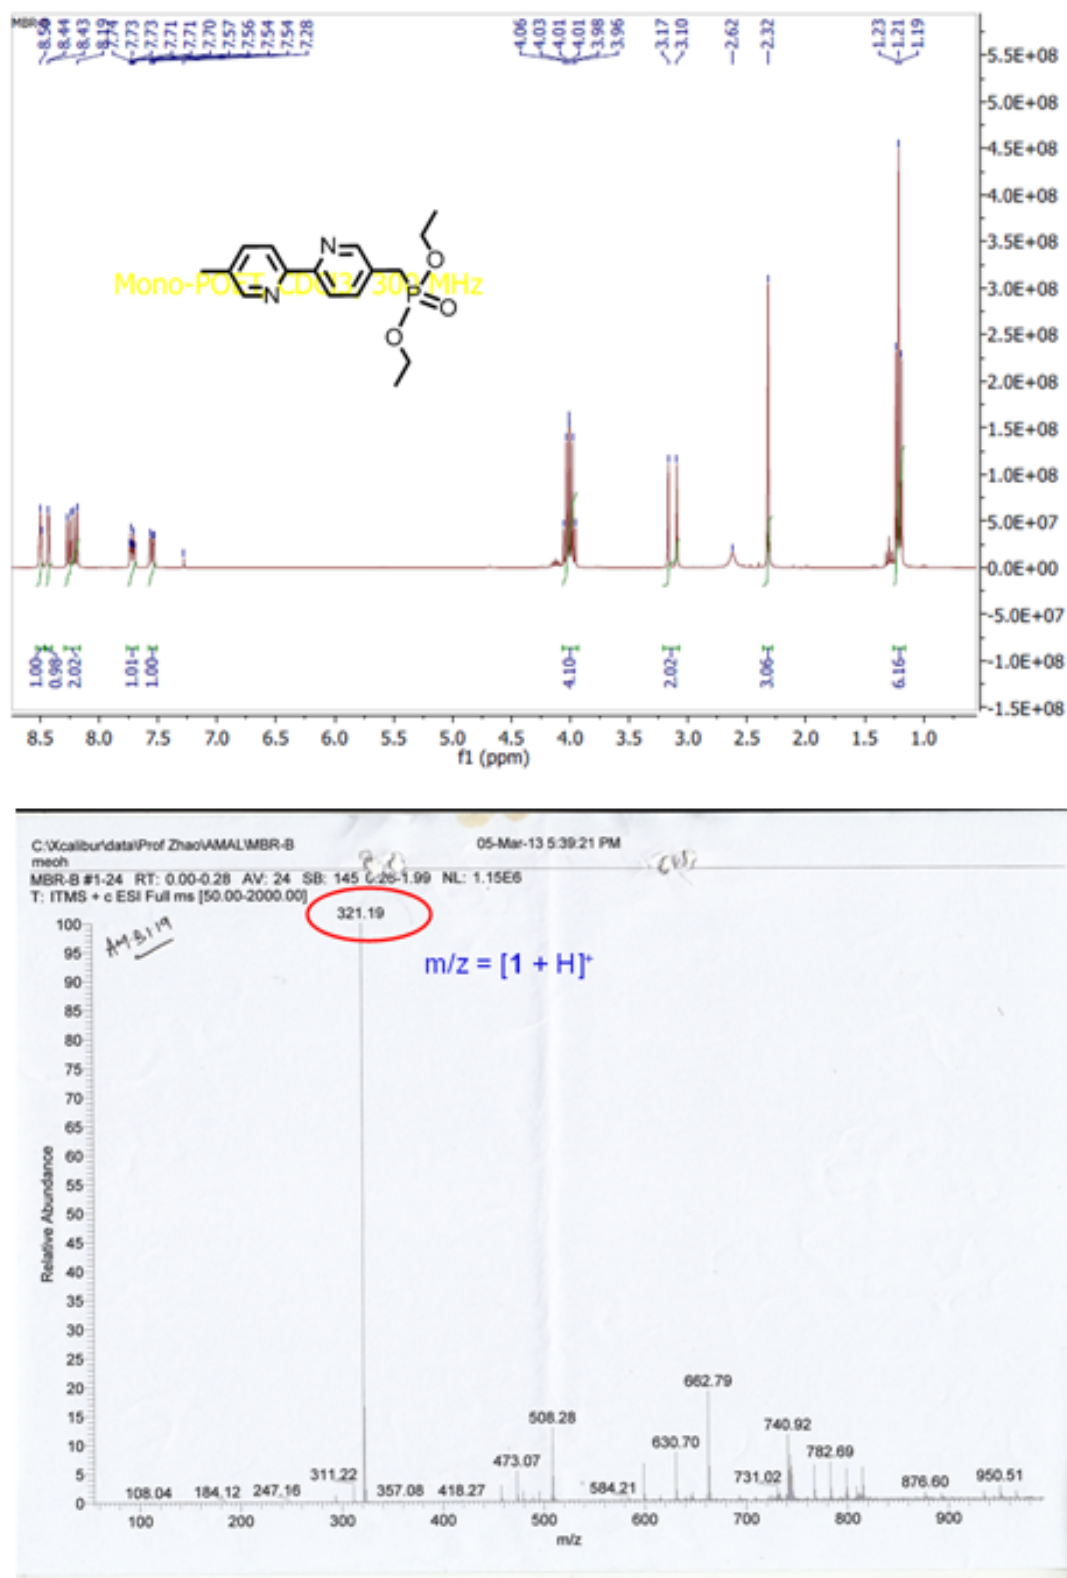 MBR-B
8.50
8.44
8.43
8.19
7.74
7.73
7.73
7.71
7.71
7.70
7.57
7.56
7.54
7.54
7.28
4.06
4.03
4.01
4.01
3.98
3.96
3.17
3.10
2.62
2.32
1.23
1.21
1.19
5.5E+08
5.0E+08
4.5E+08
4.0E+08
3.5E+08
3.0E+08
2.5E+08
2.0E+08
1.5E+08
1.0E+08
5.0E+07
0.0E+00
-5.0E+07
-1.0E+08
-1.5E+08
N
N
O
P
O
O
Mono-POET CDCl3 300 MHz
1.00
0.98
2.02
1.01
1.00
4.10
2.02
3.06
6.16
8.5 8.0 7.5 7.0 6.5 6.0 5.5 5.0 4.5 4.0 3.5 3.0 2.5 2.0 1.5 1.0
f1 (ppm)
C:\Xcalibur\data\Prof Zhao\AMAL\MBR-B 05-Mar-13 5:39:21 PM
meoh
MBR-B #1-24 RT: 0.00-0.28 AV: 24 SB: 145 0.28-1.99 NL: 1.15E6
T: ITMS + c ESI Full ms [50.00-2000.00]
321.19
m/z = [1 + H]+
100
95
90
85
80
75
70
65
60
55
50
45
40
35
30
25
20
15
10
5
0
Relative Abundance
108.04
184.12
247.16
311.22
357.08
418.27
473.07
508.28
584.21
630.70
662.79
731.02
740.92
782.69
876.60
950.51
100 200 300 400 500 600 700 800 900
m/z